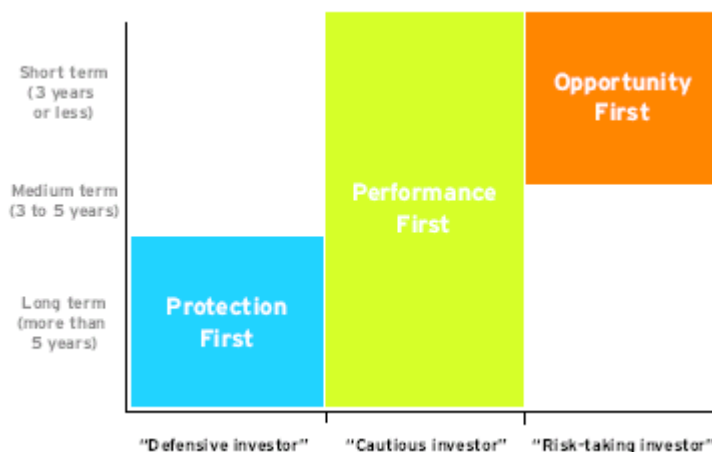 Short term
(3 years
or less)
Opportunity
First
Medium term
(3 to 5 years)
Performance
First
Long term
(more than
5 years)
Protection
First
“Defensive investor”
“Cautious investor”
“Risk-taking investor”